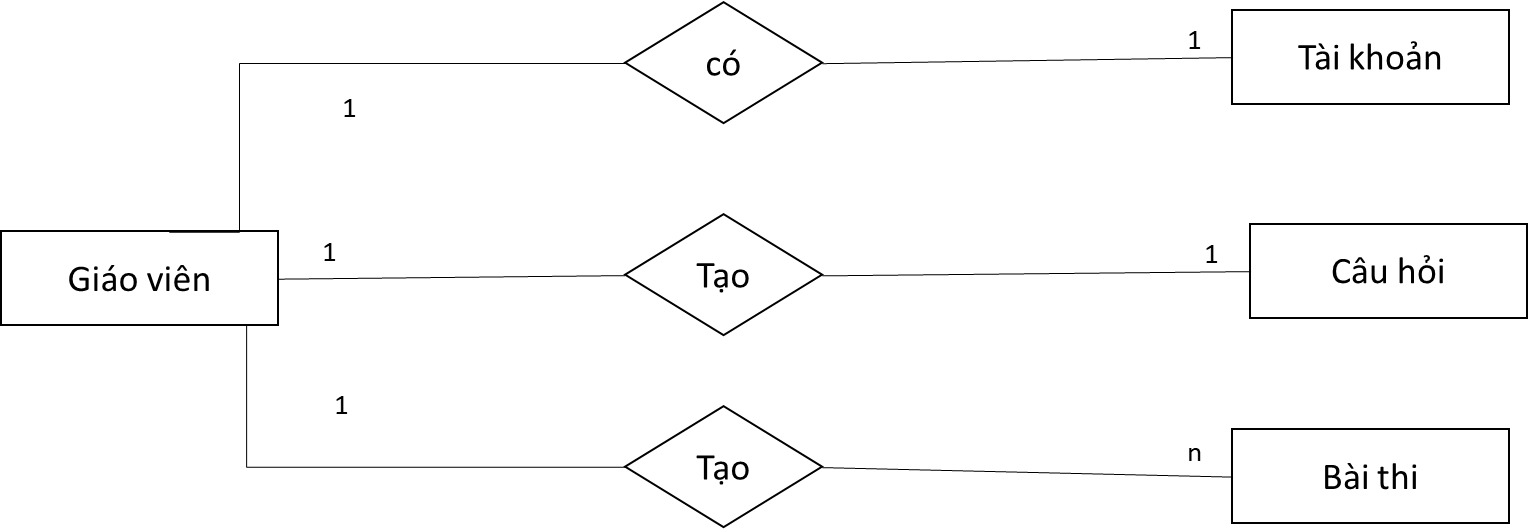 có
1
Tài khoản
1
Giáo viên
1
Tạo
1
Câu hỏi
1
Tạo
n
Bài thi